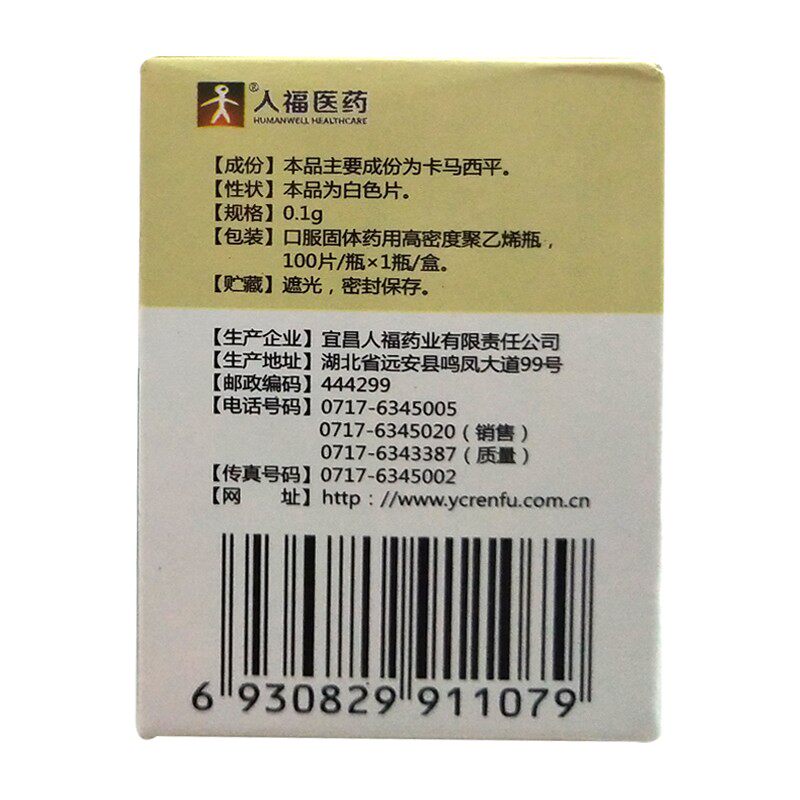 ®人福医药
HUMANWELL HEALTHCARE
【成份】本品主要成份为卡马西平。
【性状】本品为白色片。
【规格】0.1g
【包装】口服固体药用高密度聚乙烯瓶，
100片/瓶×1瓶/盒。
【贮藏】遮光，密封保存。
【生产企业】宜昌人福药业有限责任公司
【生产地址】湖北省远安县鸣凤大道99号
【邮政编码】444299
【电话号码】0717-6345005
0717-6345020（销售）
0717-6343387（质量）
【传真号码】0717-6345002
【网 址】http：//www.ycrenfu.com.cn
6 930829 911079